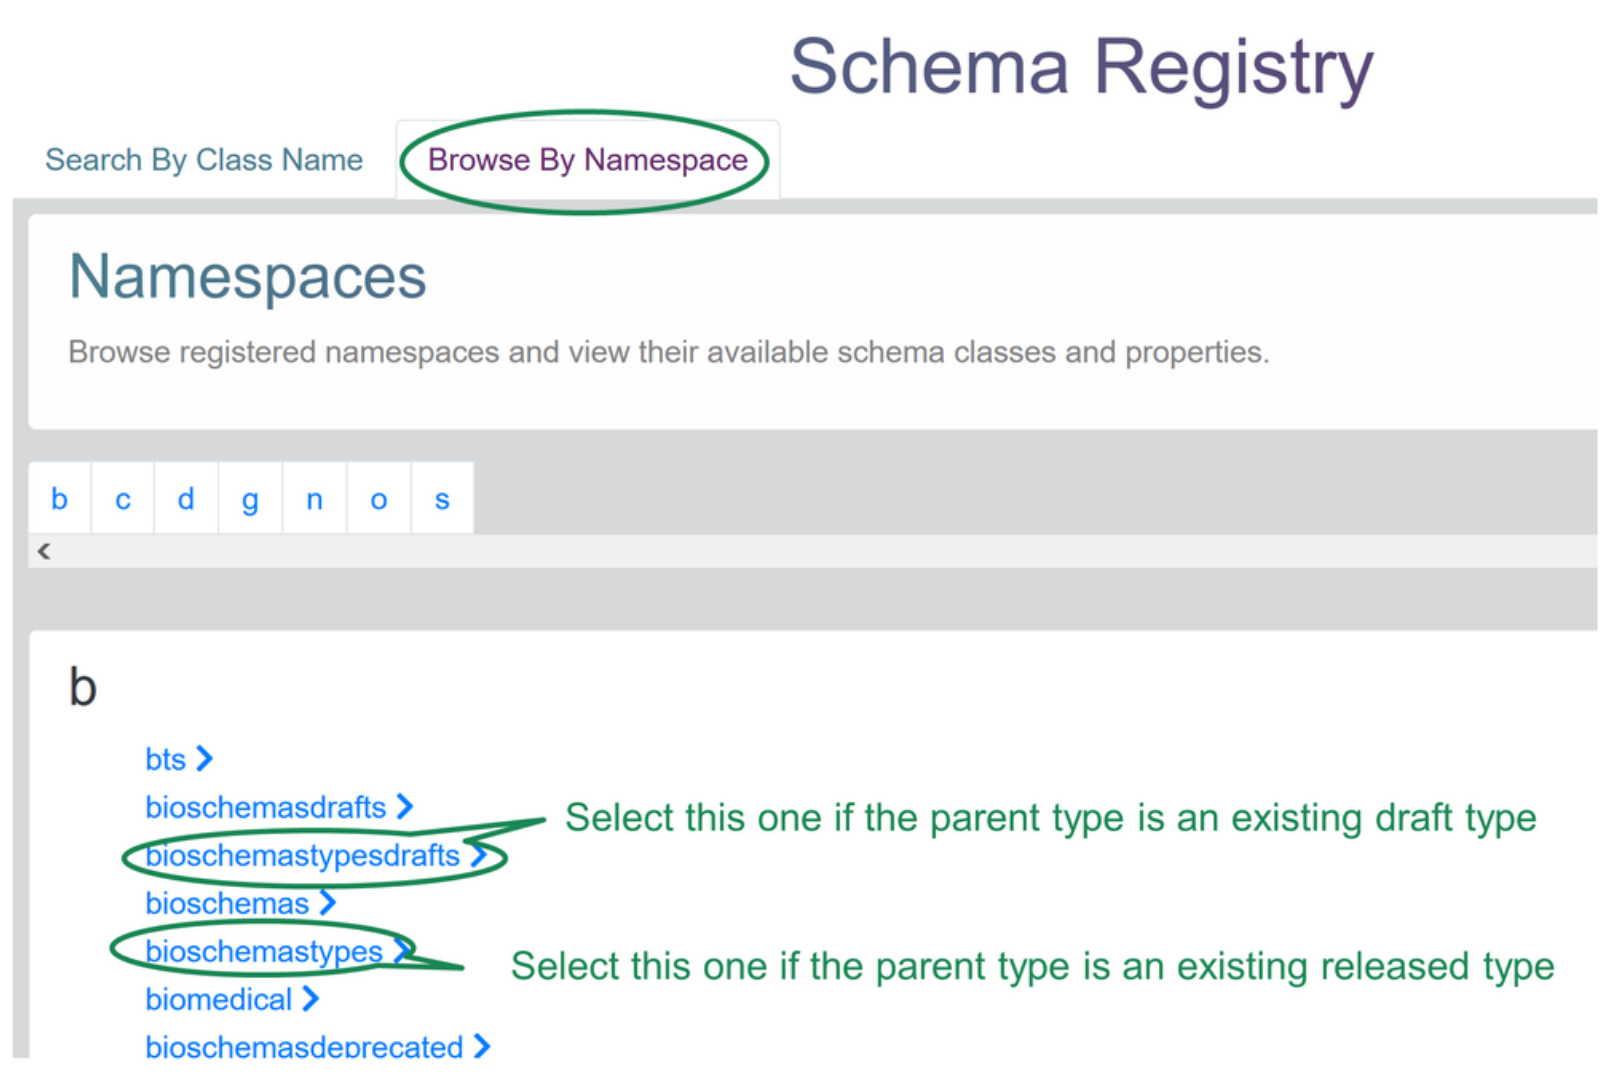 Schema Registry
Search By Class Name
Browse By Namespace
Namespaces
Browse registered namespaces and view their available schema classes and properties.
b c d g n o s
b
bts
bioschemasdrafts
Select this one if the parent type is an existing draft type
bioschemastypesdrafts
bioschemas
bioschemastypes
Select this one if the parent type is an existing released type
biomedical
bioschemasdeprecated